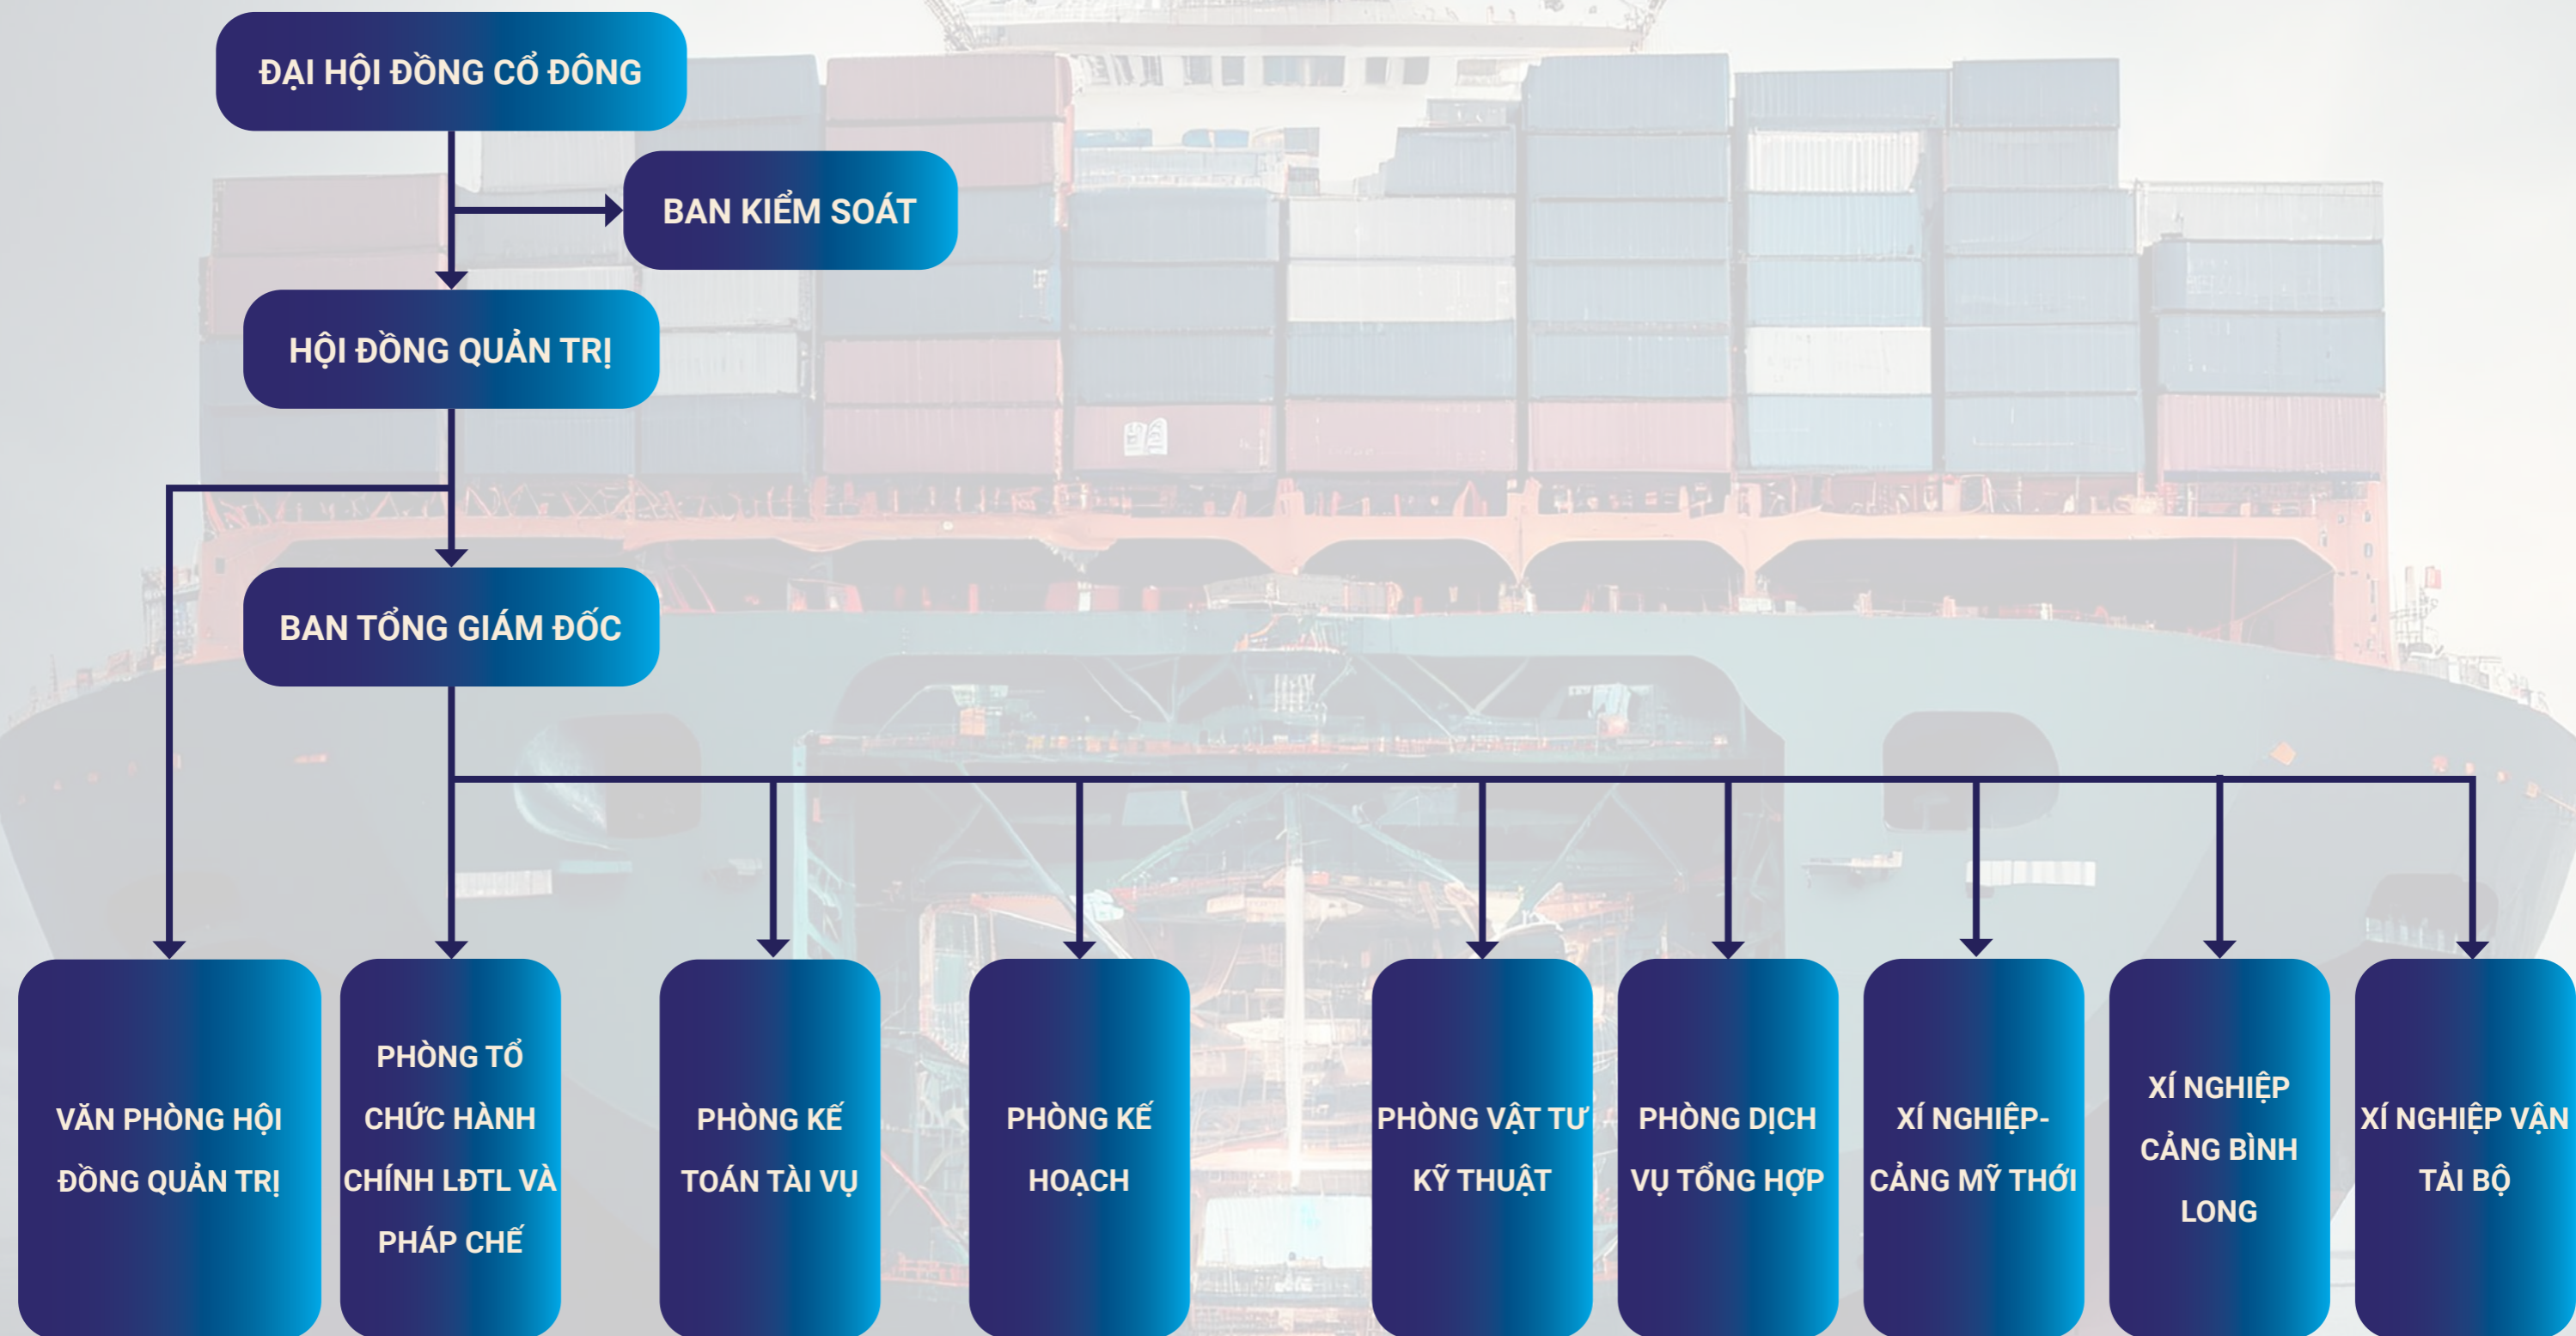 ĐẠI HỘI ĐỒNG CỔ ĐÔNG
BAN KIỂM SOÁT
HỘI ĐỒNG QUẢN TRỊ
BAN TỔNG GIÁM ĐỐC
VĂN PHÒNG HỘI
ĐỒNG QUẢN TRỊ
PHÒNG TỔ
CHỨC HÀNH
CHÍNH LĐTL VÀ
PHÁP CHẾ
PHÒNG KẾ
TOÁN TÀI VỤ
PHÒNG KẾ
HOẠCH
PHÒNG VẬT TƯ
KỸ THUẬT
PHÒNG DỊCH
VỤ TỔNG HỢP
XÍ NGHIỆP-
CẢNG MỸ THỚI
XÍ NGHIỆP
CẢNG BÌNH
LONG
XÍ NGHIỆP VẬN
TẢI BỘ